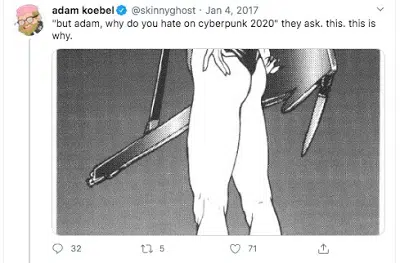 adam koebel @skinnyghost · Jan 4, 2017
"but adam, why do you hate on cyberpunk 2020" they ask. this. this is
why.
32 5 71